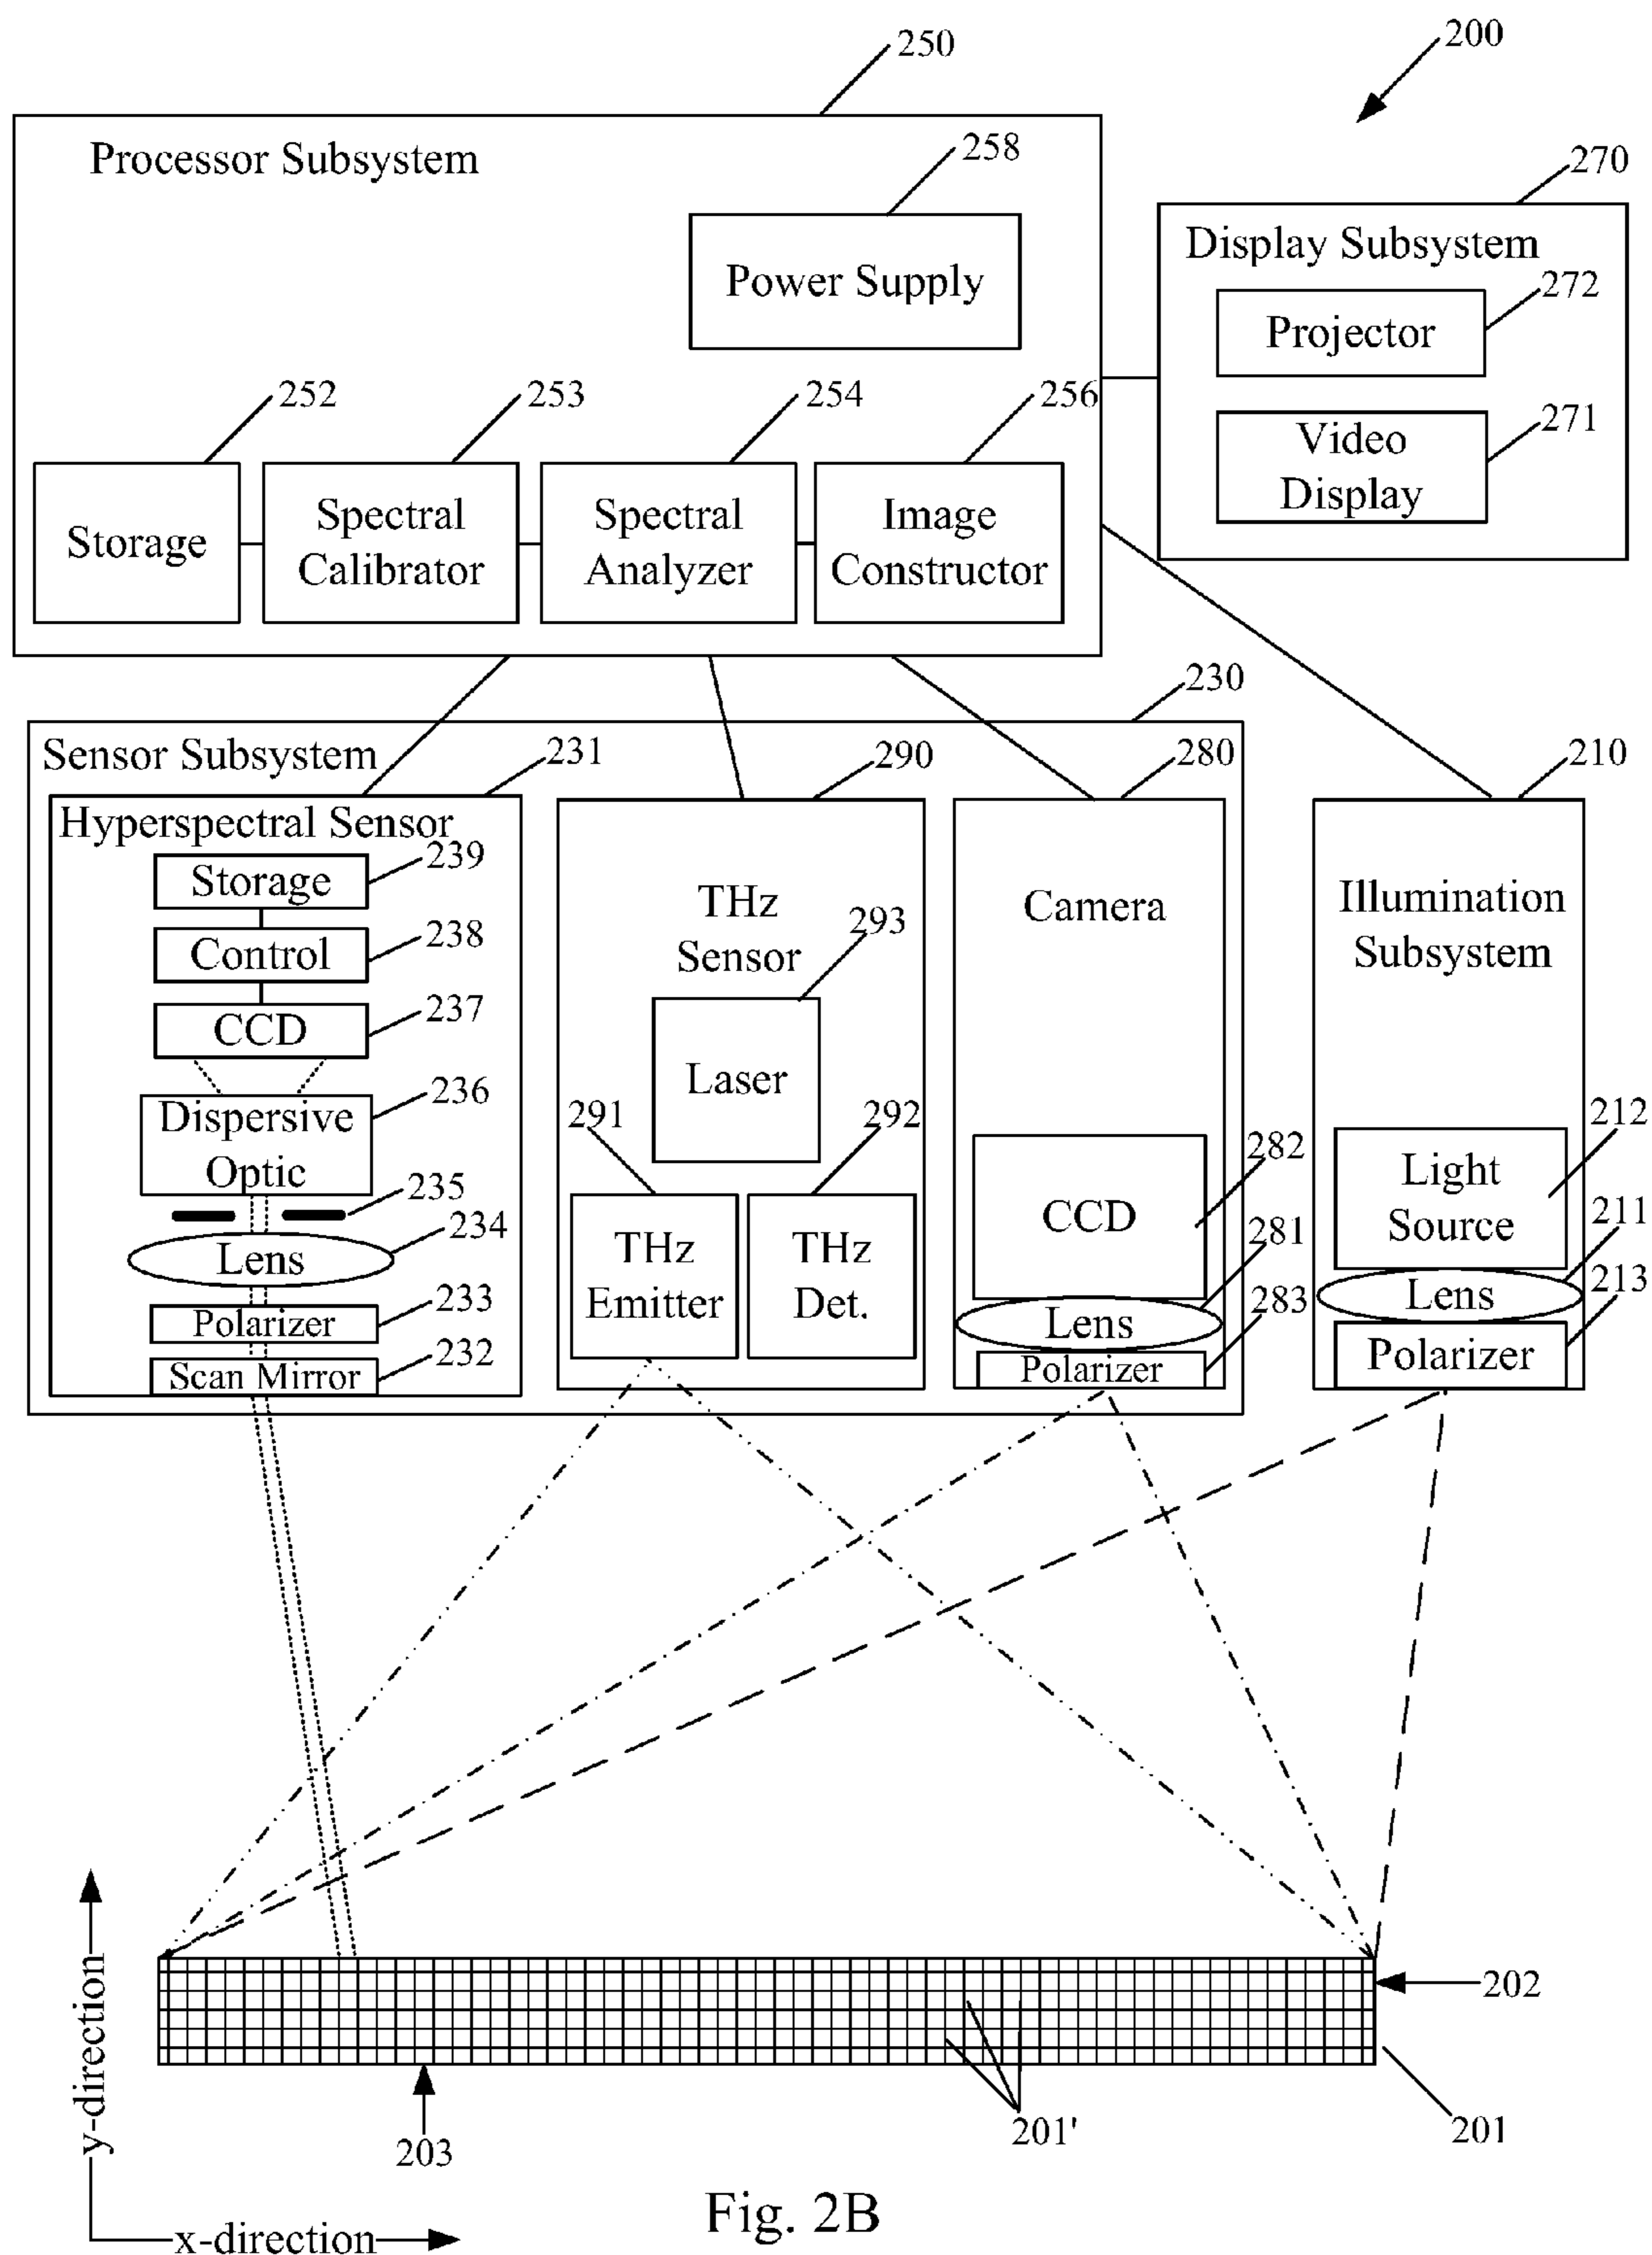 250
200
Processor Subsystem
258
270
Power Supply
Display Subsystem
272
Projector
252
253
254
256
271
Video
Display
Storage
Spectral
Calibrator
Spectral
Analyzer
Image
Constructor
230
Sensor Subsystem
231
290
280
210
Hyperspectral Sensor
239
Storage
238
Control
237
CCD
236
Dispersive
Optic
235
234
Lens
233
Polarizer
232
Scan Mirror
THz
Sensor
293
Laser
291
292
THz
Emitter
THz
Det.
Camera
282
CCD
281
Lens
283
Polarizer
Illumination
Subsystem
212
Light
Source
211
Lens
213
Polarizer
202
201
201'
203
y-direction
x-direction
Fig. 2B